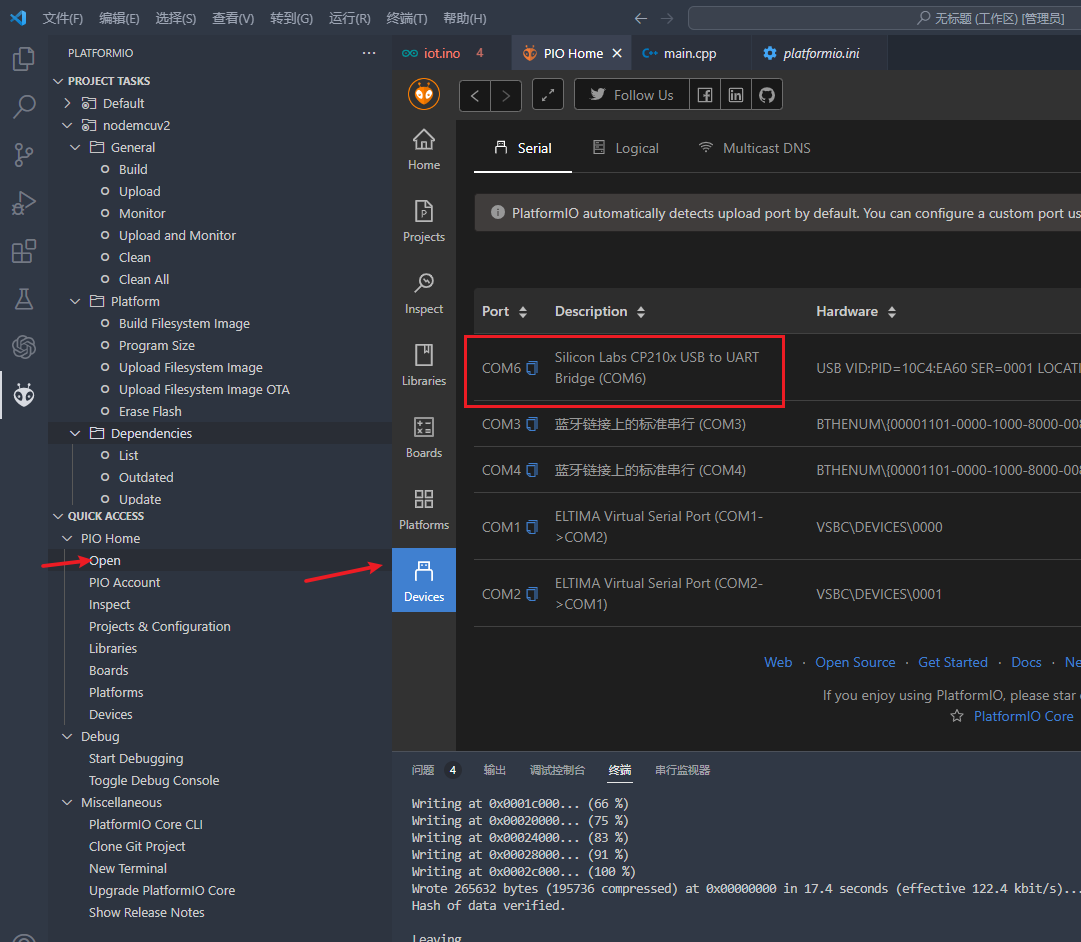 文件(F) 编辑(E) 选择(S) 查看(V) 转到(G) 运行(R) 终端(T) 帮助(H) 无标题 (工作区) [管理员]
PLATFORMIO
PROJECT TASKS
Default
nodemcuv2
General
Build
Upload
Monitor
Upload and Monitor
Clean
Clean All
Platform
Build Filesystem Image
Program Size
Upload Filesystem Image
Upload Filesystem Image OTA
Erase Flash
Dependencies
List
Outdated
Update
QUICK ACCESS
PIO Home
Open
PIO Account
Inspect
Projects & Configuration
Libraries
Boards
Platforms
Devices
Debug
Start Debugging
Toggle Debug Console
Miscellaneous
PlatformIO Core CLI
Clone Git Project
New Terminal
Upgrade PlatformIO Core
Show Release Notes
iot.ino 4 PIO Home main.cpp platformio.ini
Follow Us
Home
Projects
Inspect
Libraries
Boards
Platforms
Devices
Serial Logical Multicast DNS
PlatformIO automatically detects upload port by default. You can configure a custom port us
Port Description Hardware
COM6 Silicon Labs CP210x USB to UART Bridge (COM6) USB VID:PID=10C4:EA60 SER=0001 LOCATI
COM3 蓝牙链接上的标准串行 (COM3) BTHENUM\{00001101-0000-1000-8000-008
COM4 蓝牙链接上的标准串行 (COM4) BTHENUM\{00001101-0000-1000-8000-008
COM1 ELTIMA Virtual Serial Port (COM1->COM2) VSBC\DEVICES\0000
COM2 ELTIMA Virtual Serial Port (COM2->COM1) VSBC\DEVICES\0001
Web · Open Source · Get Started · Docs · Ne
If you enjoy using PlatformIO, please star
PlatformIO Core
问题 4 输出 调试控制台 终端 串行监视器
Writing at 0x0001c000... (66 %)
Writing at 0x00020000... (75 %)
Writing at 0x00024000... (83 %)
Writing at 0x00028000... (91 %)
Writing at 0x0002c000... (100 %)
Wrote 265632 bytes (195736 compressed) at 0x00000000 in 17.4 seconds (effective 122.4 kbit/s)...
Hash of data verified.
Leaving